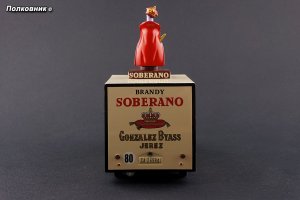 Полковник ©
SOBERANO
BRANDY
SOBERANO
GONZALEZ BYASS
JEREZ
80